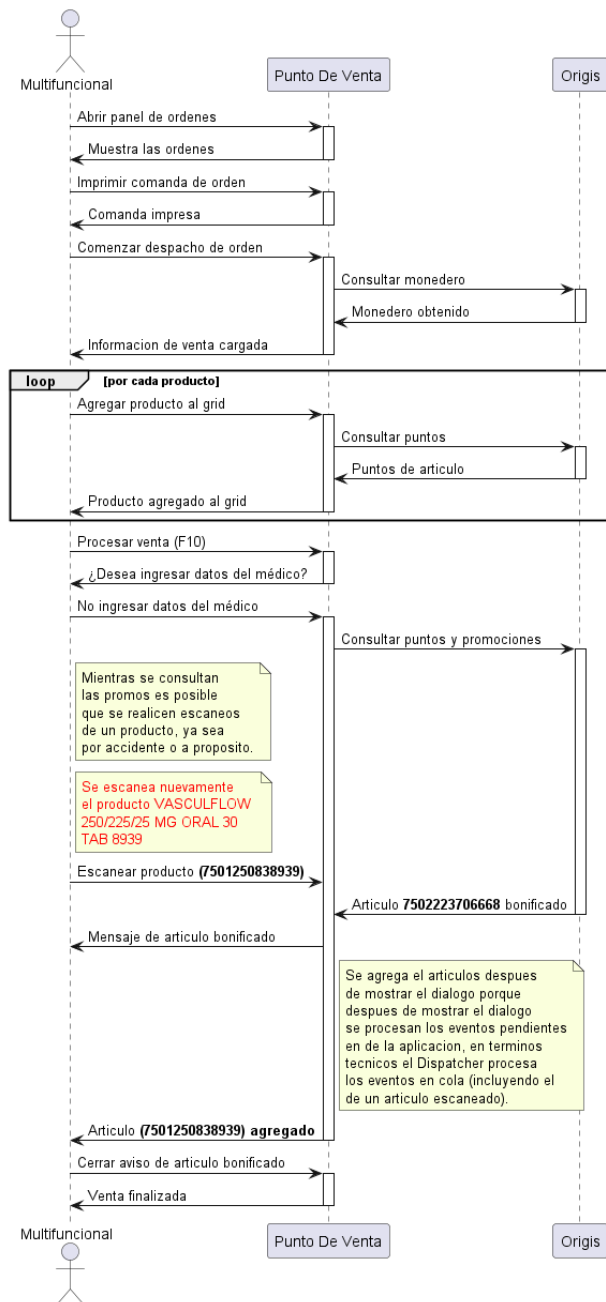 Multifuncional
Punto De Venta
Origis
Abrir panel de ordenes
Muestra las ordenes
Imprimir comanda de orden
Comanda impresa
Comenzar despacho de orden
Consultar monedero
Monedero obtenido
Informacion de venta cargada
loop
[por cada producto]
Agregar producto al grid
Consultar puntos
Puntos de articulo
Producto agregado al grid
Procesar venta (F10)
¿Desea ingresar datos del médico?
No ingresar datos del médico
Consultar puntos y promociones
Mientras se consultan
las promos es posible
que se realicen escaneos
de un producto, ya sea
por accidente o a proposito.
Se escanea nuevamente
el producto VASCULFLOW
250/225/25 MG ORAL 30
TAB 8939
Escanear producto (7501250838939)
Articulo 7502223706668 bonificado
Mensaje de articulo bonificado
Se agrega el articulos despues
de mostrar el dialogo porque
despues de mostrar el dialogo
se procesan los eventos pendientes
en de la aplicacion, en terminos
tecnicos el Dispatcher procesa
los eventos en cola (incluyendo el
de un articulo escaneado).
Articulo (7501250838939) agregado
Cerrar aviso de articulo bonificado
Venta finalizada
Multifuncional
Punto De Venta
Origis